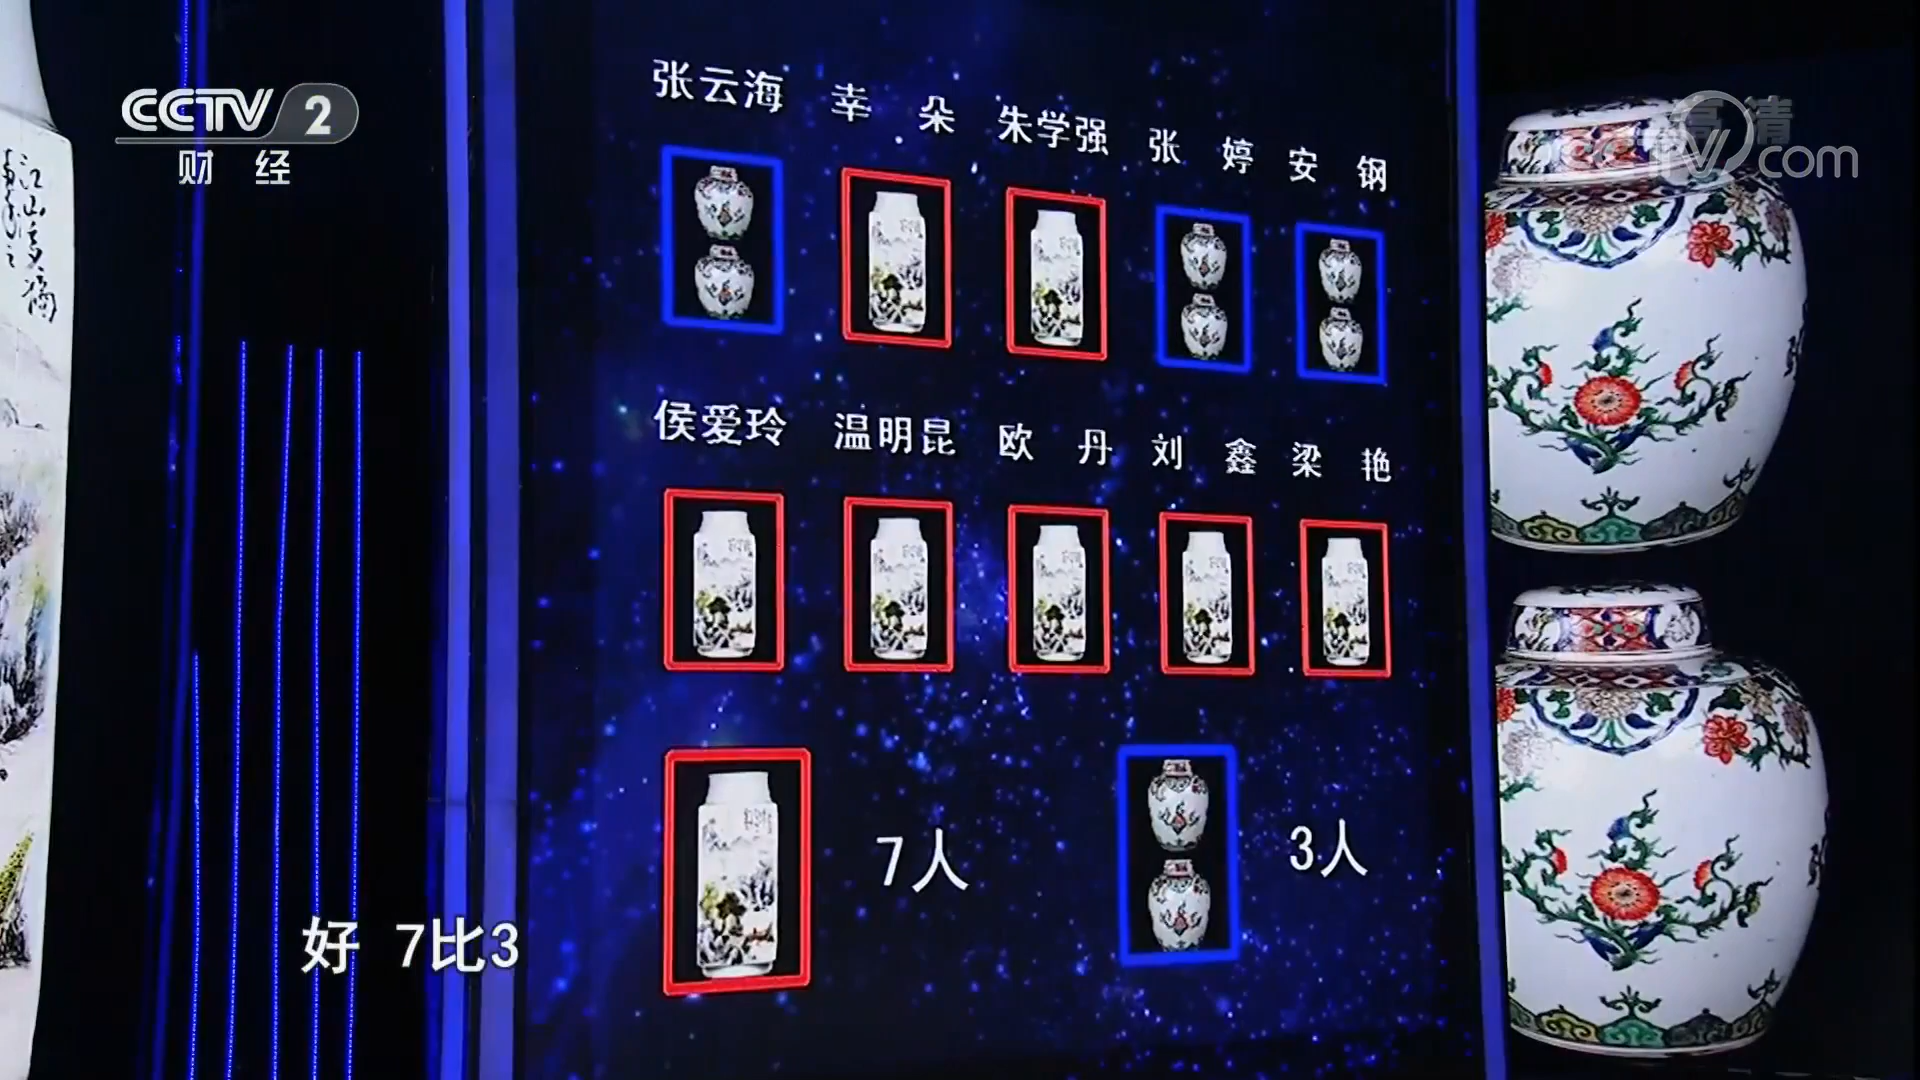 CCTV 2
财 经
高清
CCTV.com
张云海 幸 朵 朱学强 张 婷 安 钢
侯爱玲 温明昆 欧 丹 刘 鑫 梁 艳
7人 3人
好 7比3